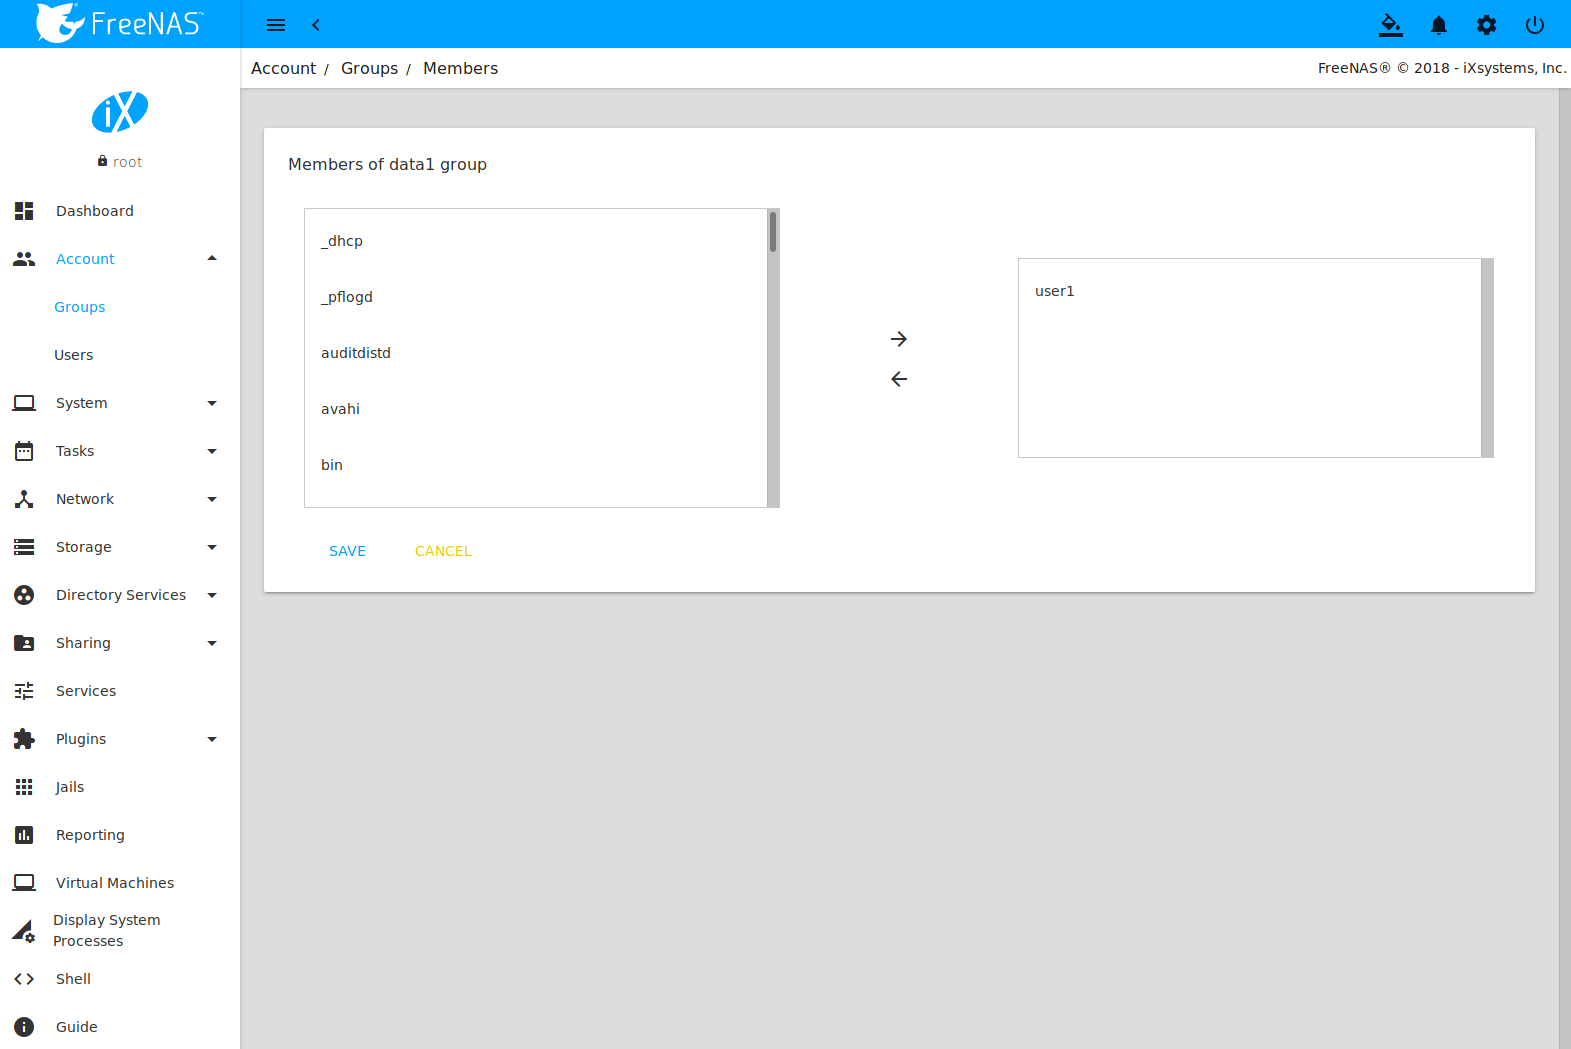 FreeNAS™
Account / Groups / Members
FreeNAS® © 2018 - iXsystems, Inc.
iX
root
Dashboard
Account
Groups
Users
System
Tasks
Network
Storage
Directory Services
Sharing
Services
Plugins
Jails
Reporting
Virtual Machines
Display System
Processes
Shell
Guide
Members of data1 group
_dhcp
_pflogd
auditdistd
avahi
bin
user1
SAVE CANCEL